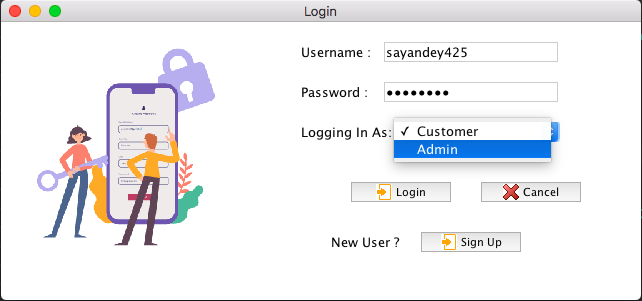 Login
Username :
sayandey425
Password :
●●●●●●●●
Logging In As:
✓ Customer
Admin
Login
Cancel
New User ?
Sign Up